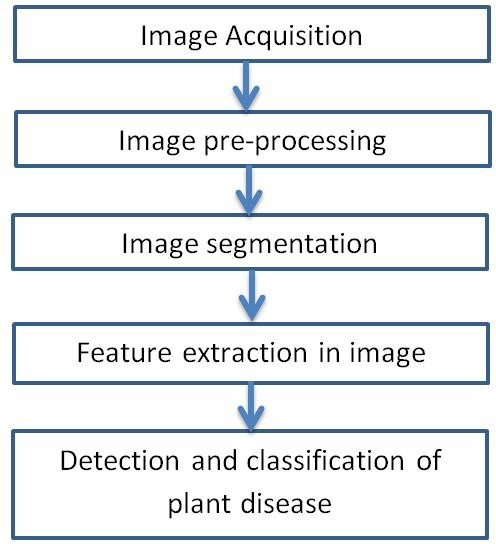 Image Acquisition
Image pre-processing
Image segmentation
Feature extraction in image
Detection and classification of
plant disease